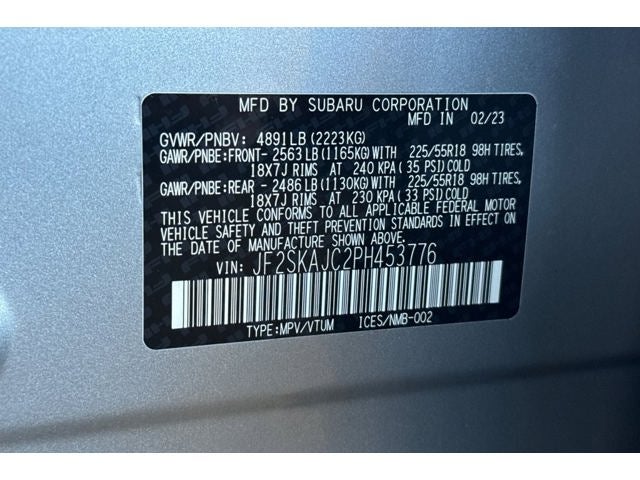 MFD BY SUBARU CORPORATION
MFD IN 02/23
GVWR/PNBV: 4891LB(2223KG)
GAWR/PNBE:FRONT- 2563LB(1165KG)WITH 225/55R18 98H TIRES,
18X7J RIMS AT 240 KPA(35 PSI)COLD
GAWR/PNBE:REAR - 2486LB(1130KG)WITH 225/55R18 98H TIRES,
18X7J RIMS AT 230 KPA(33 PSI)COLD
THIS VEHICLE CONFORMS TO ALL APPLICABLE FEDERAL MOTOR
VEHICLE SAFETY AND THEFT PREVENTION STANDARDS IN EFFECT ON
THE DATE OF MANUFACTURE SHOWN ABOVE.
VIN: JF2SKAJC2PH453776
TYPE:MPV/VTUM ICES/NMB-002